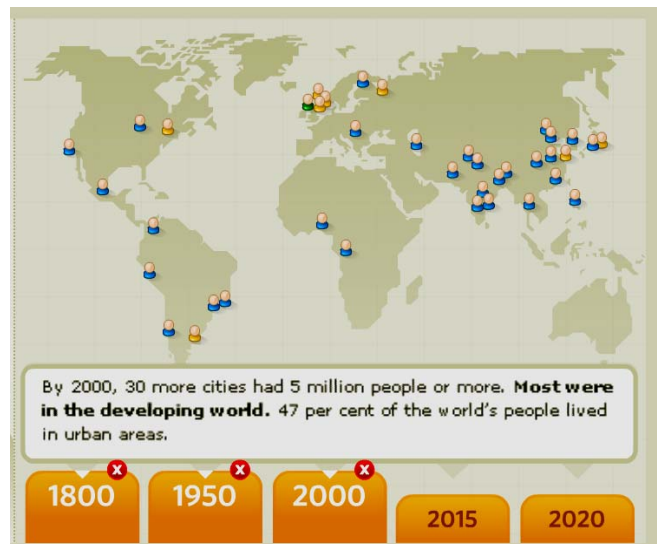 By 2000, 30 more cities had 5 million people or more. Most were
in the developing world. 47 per cent of the world's people lived
in urban areas.
X X X
1800 1950 2000 2015 2020